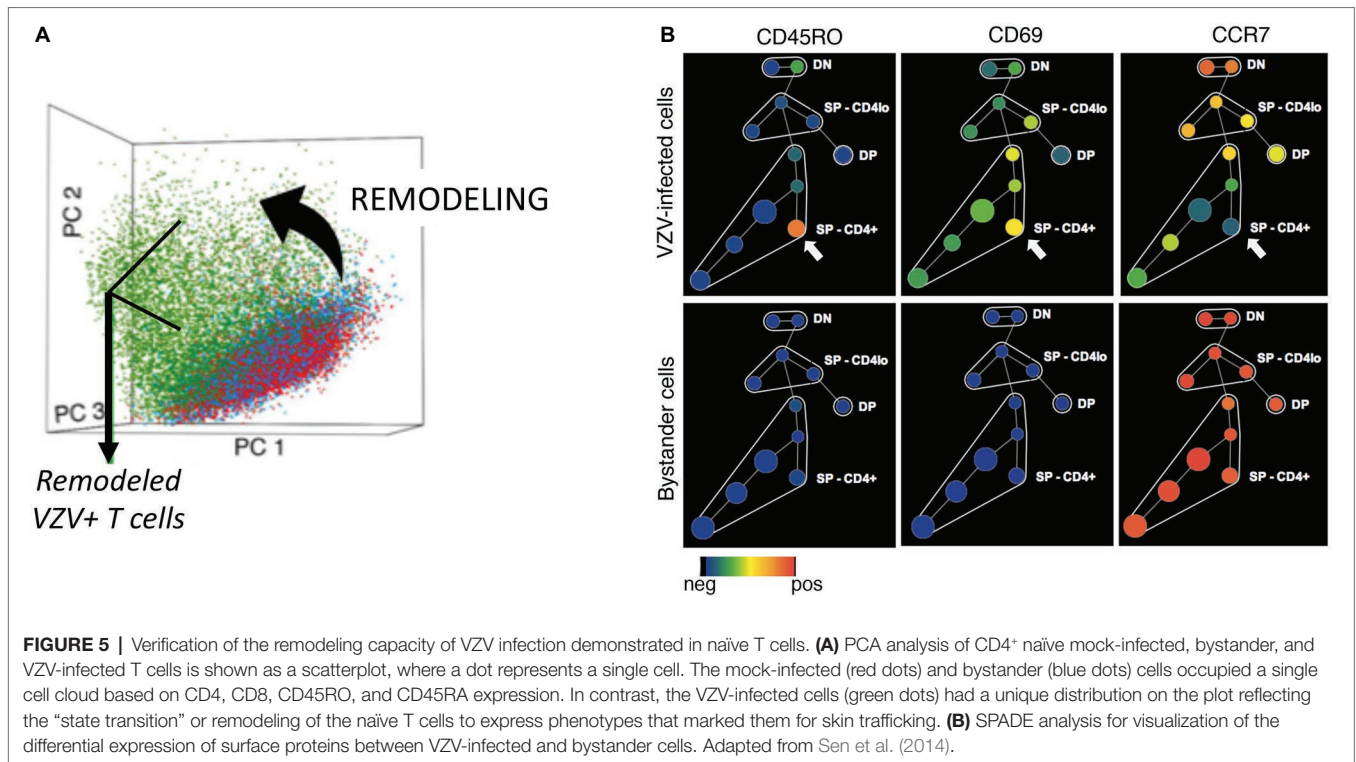 A
PC 2
REMODELING
PC 3
PC 1
Remodeled
VZV+ T cells
B
CD45RO
CD69
CCR7
VZV-infected cells
DN
SP - CD4lo
DP
SP - CD4+
DN
SP - CD4lo
DP
SP - CD4+
DN
SP - CD4lo
DP
SP - CD4+
Bystander cells
DN
SP - CD4lo
DP
SP - CD4+
DN
SP - CD4lo
DP
SP - CD4+
DN
SP - CD4lo
DP
SP - CD4+
neg pos
FIGURE 5 | Verification of the remodeling capacity of VZV infection demonstrated in naïve T cells. (A) PCA analysis of CD4⁺ naïve mock-infected, bystander, and
VZV-infected T cells is shown as a scatterplot, where a dot represents a single cell. The mock-infected (red dots) and bystander (blue dots) cells occupied a single
cell cloud based on CD4, CD8, CD45RO, and CD45RA expression. In contrast, the VZV-infected cells (green dots) had a unique distribution on the plot reflecting
the “state transition” or remodeling of the naïve T cells to express phenotypes that marked them for skin trafficking. (B) SPADE analysis for visualization of the
differential expression of surface proteins between VZV-infected and bystander cells. Adapted from Sen et al. (2014).